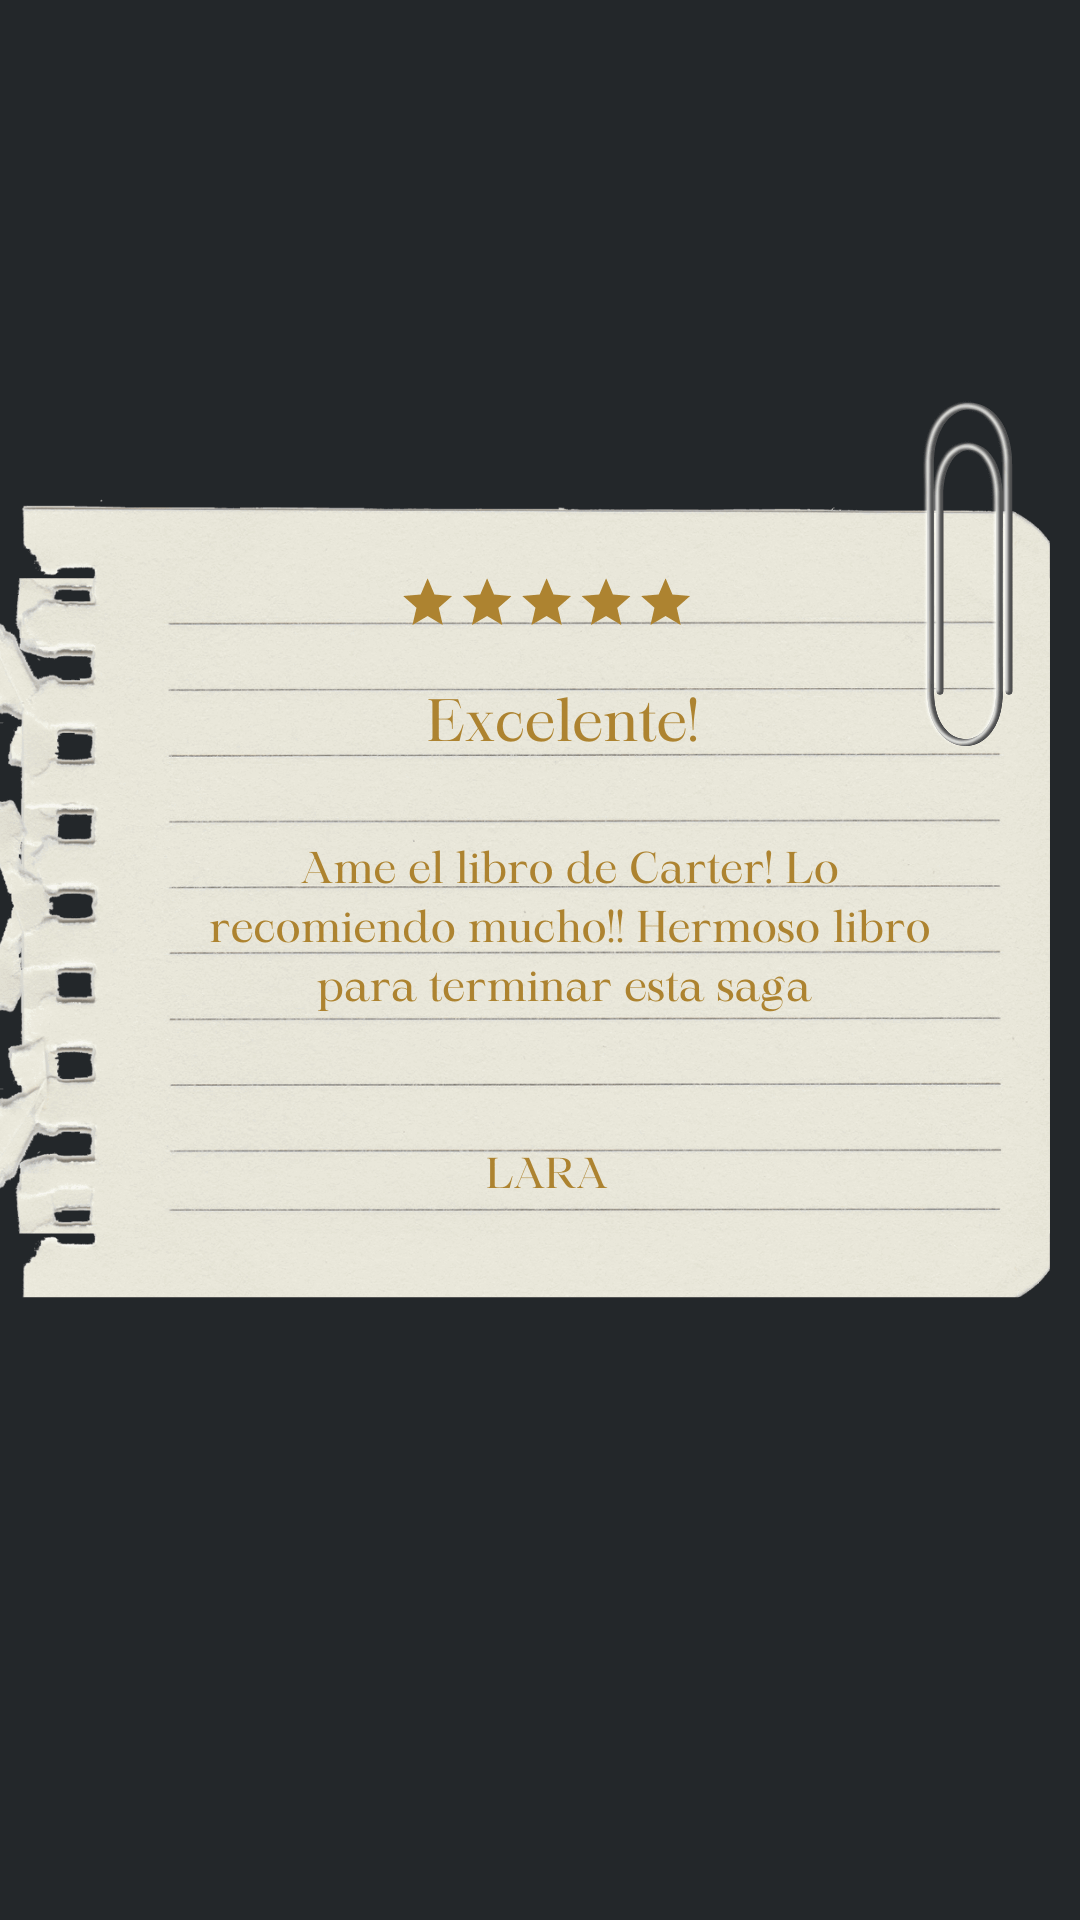 Excelente!
Ame el libro de Carter! Lo
recomiendo mucho!! Hermoso libro
para terminar esta saga
LARA